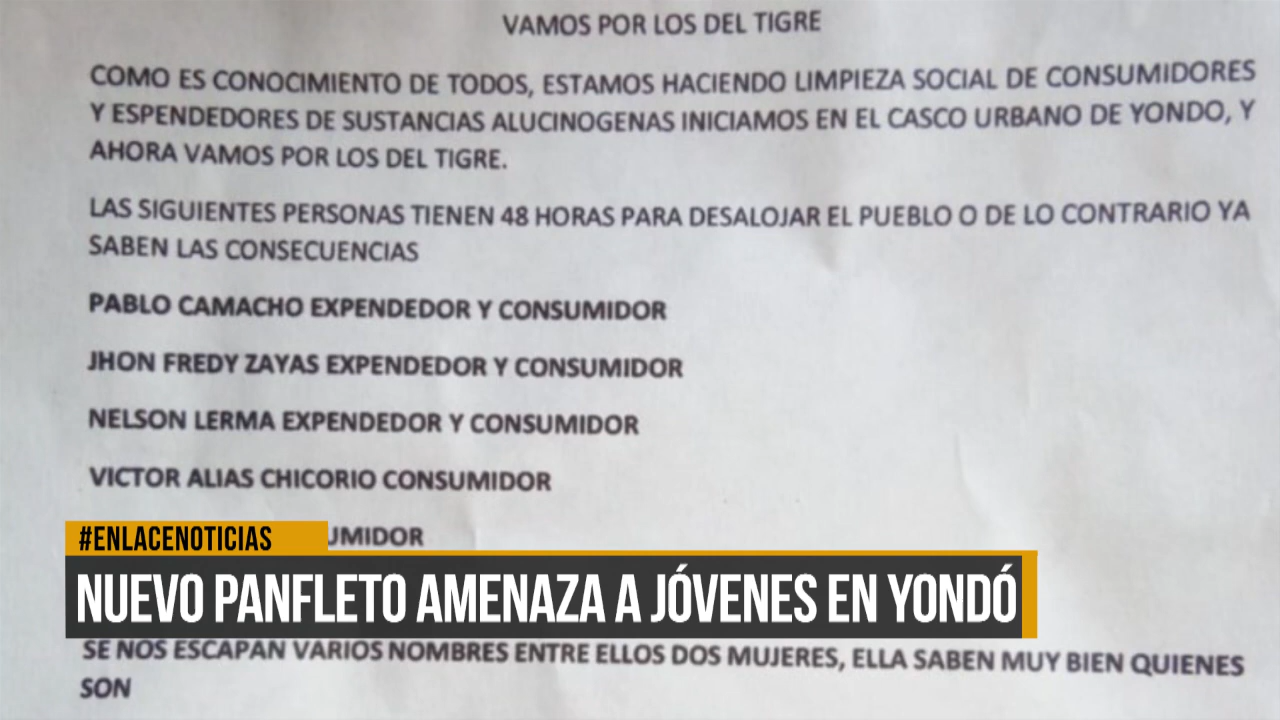 VAMOS POR LOS DEL TIGRE
COMO ES CONOCIMIENTO DE TODOS, ESTAMOS HACIENDO LIMPIEZA SOCIAL DE CONSUMIDORES
Y ESPENDEDORES DE SUSTANCIAS ALUCINOGENAS INICIAMOS EN EL CASCO URBANO DE YONDO, Y
AHORA VAMOS POR LOS DEL TIGRE.
LAS SIGUIENTES PERSONAS TIENEN 48 HORAS PARA DESALOJAR EL PUEBLO O DE LO CONTRARIO YA
SABEN LAS CONSECUENCIAS
PABLO CAMACHO EXPENDEDOR Y CONSUMIDOR
JHON FREDY ZAYAS EXPENDEDOR Y CONSUMIDOR
NELSON LERMA EXPENDEDOR Y CONSUMIDOR
VICTOR ALIAS CHICORIO CONSUMIDOR
#ENLACENOTICIAS
NUEVO PANFLETO AMENAZA A JÓVENES EN YONDÓ
SE NOS ESCAPAN VARIOS NOMBRES ENTRE ELLOS DOS MUJERES, ELLA SABEN MUY BIEN QUIENES
SON